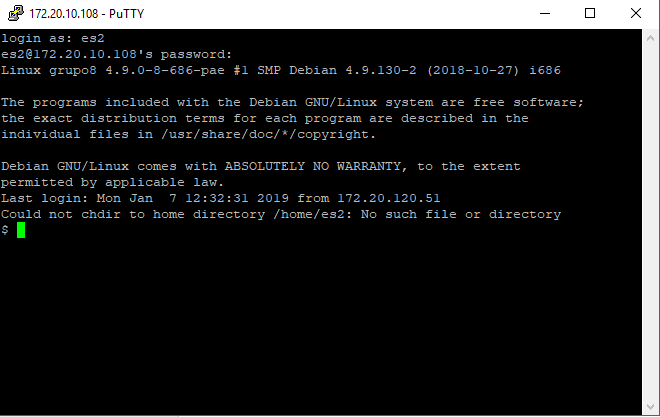 172.20.10.108 - PuTTY
login as: es2
es2@172.20.10.108's password:
Linux grupo8 4.9.0-8-686-pae #1 SMP Debian 4.9.130-2 (2018-10-27) i686
The programs included with the Debian GNU/Linux system are free software;
the exact distribution terms for each program are described in the
individual files in /usr/share/doc/*/copyright.
Debian GNU/Linux comes with ABSOLUTELY NO WARRANTY, to the extent
permitted by applicable law.
Last login: Mon Jan  7 12:32:31 2019 from 172.20.120.51
Could not chdir to home directory /home/es2: No such file or directory
$